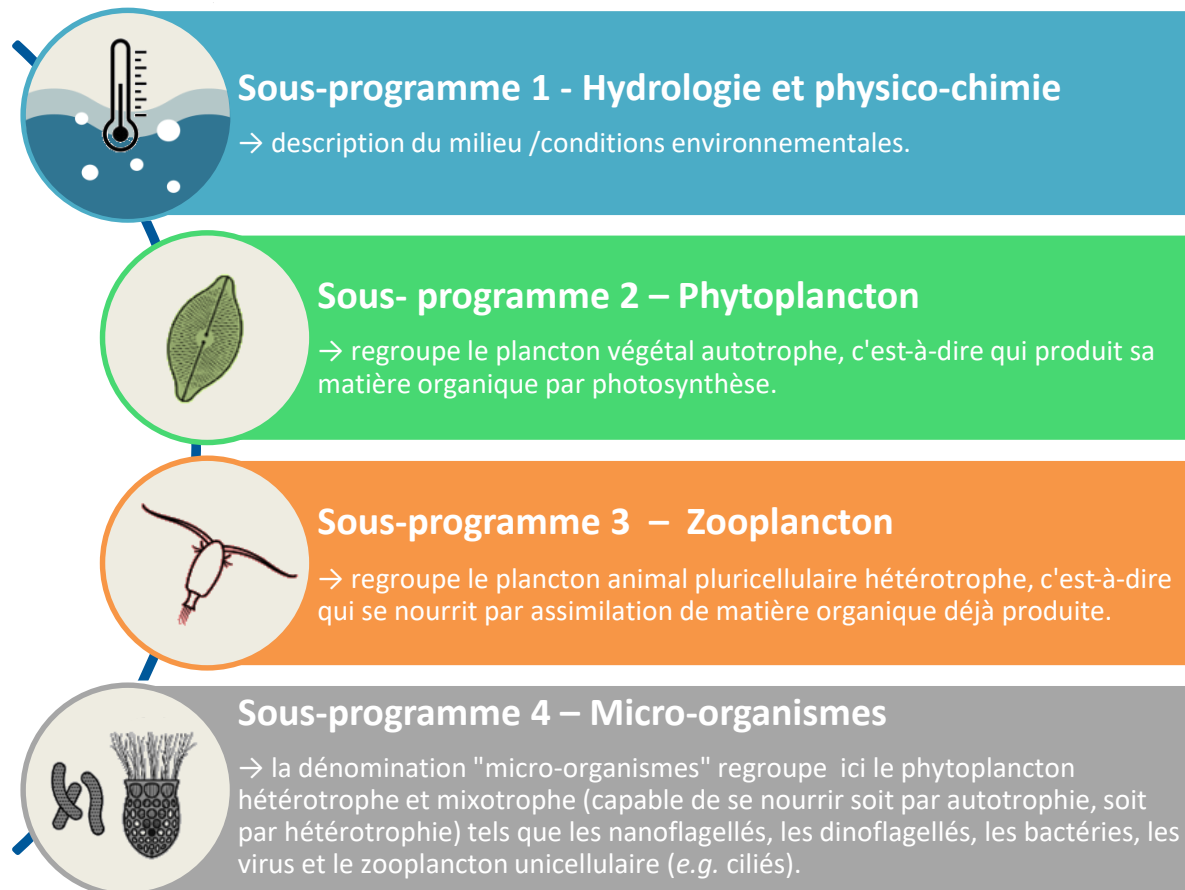 Sous-programme 1 - Hydrologie et physico-chimie
→ description du milieu /conditions environnementales.
Sous- programme 2 – Phytoplancton
→ regroupe le plancton végétal autotrophe, c'est-à-dire qui produit sa
matière organique par photosynthèse.
Sous-programme 3 – Zooplancton
→ regroupe le plancton animal pluricellulaire hétérotrophe, c'est-à-dire
qui se nourrit par assimilation de matière organique déjà produite.
Sous-programme 4 – Micro-organismes
→ la dénomination "micro-organismes" regroupe ici le phytoplancton
hétérotrophe et mixotrophe (capable de se nourrir soit par autotrophie, soit
par hétérotrophie) tels que les nanoflagellés, les dinoflagellés, les bactéries, les
virus et le zooplancton unicellulaire (e.g. ciliés).